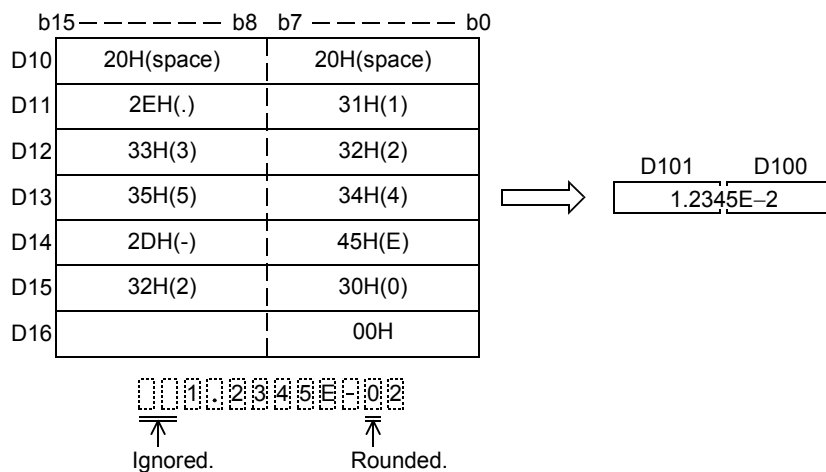 b15 — — — — — b8 b7 — — — — — b0
D10 20H(space) 20H(space)
D11 2EH(.) 31H(1)
D12 33H(3) 32H(2)
D13 35H(5) 34H(4)
D14 2DH(-) 45H(E)
D15 32H(2) 30H(0)
D16 00H
D101 D100
1.2345E–2
1.2345E-02
Ignored. Rounded.